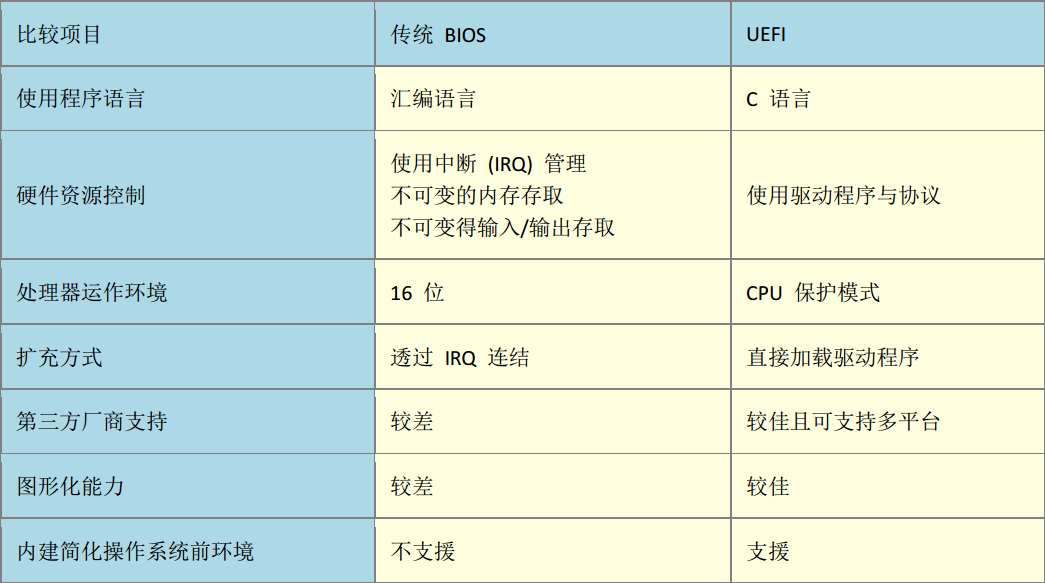 比较项目 传统 BIOS UEFI
使用程序语言 汇编语言 C 语言
使用中断 (IRQ) 管理
硬件资源控制 不可变的内存存取 使用驱动程序与协议
不可变得输入/输出存取
处理器运作环境 16 位 CPU 保护模式
扩充方式 透过 IRQ 连结 直接加载驱动程序
第三方厂商支持 较差 较佳且可支持多平台
图形化能力 较差 较佳
内建简化操作系统前环境 不支援 支援